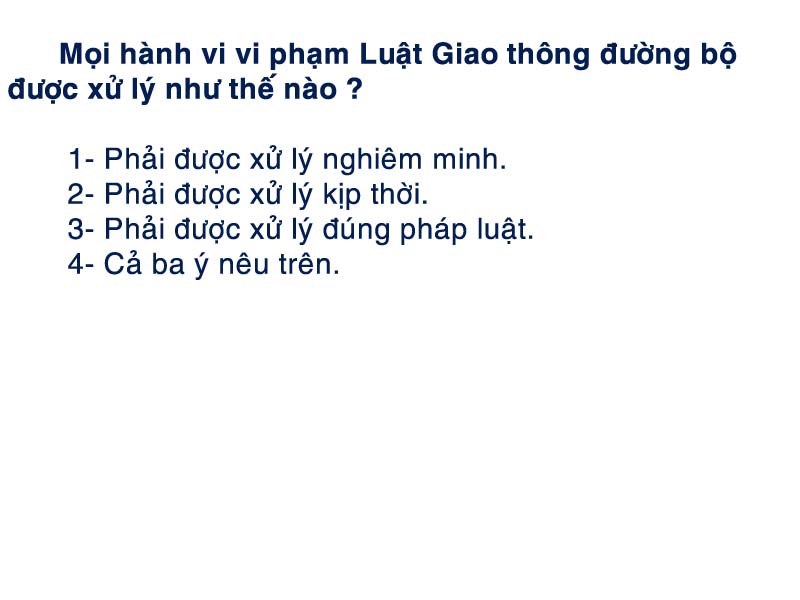 Mọi hành vi vi phạm Luật Giao thông đường bộ
được xử lý như thế nào ?
1- Phải được xử lý nghiêm minh.
2- Phải được xử lý kịp thời.
3- Phải được xử lý đúng pháp luật.
4- Cả ba ý nêu trên.